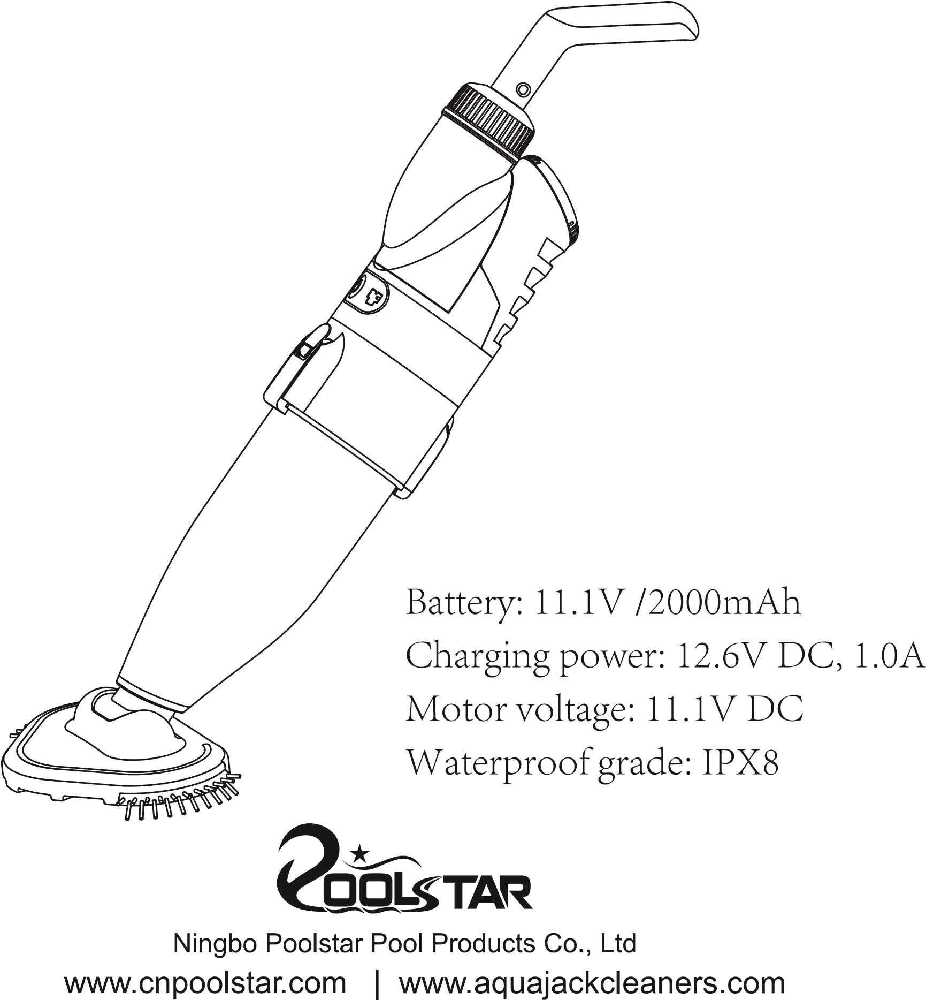 Battery: 11.1V /2000mAh
Charging power: 12.6V DC, 1.0A
Motor voltage: 11.1V DC
Waterproof grade: IPX8
POOLSTAR
Ningbo Poolstar Pool Products Co., Ltd
www.cnpoolstar.com | www.aquajackcleaners.com